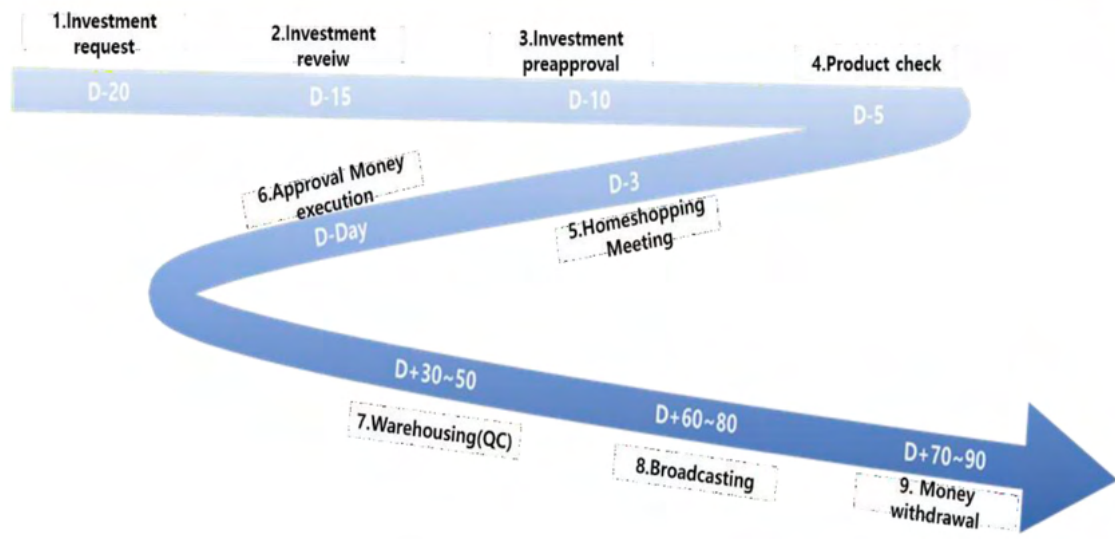 1.Investment
request
2.Investment
reveiw
3.Investment
preapproval
4.Product check
D-20
D-15
D-10
D-5
D-3
5.Homeshopping
Meeting
6.Approval Money
execution
D-Day
D+30~50
7.Warehousing(QC)
D+60~80
8.Broadcasting
D+70~90
9. Money
withdrawal